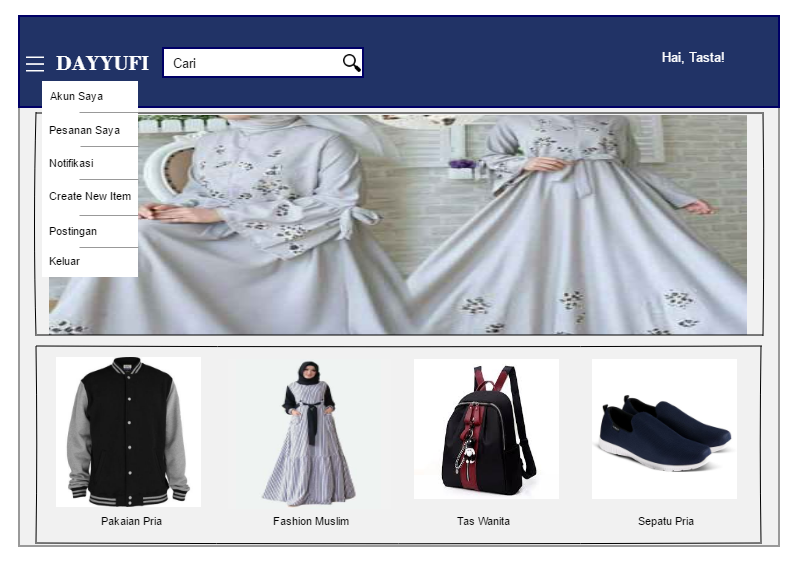 DAYYUFI
Cari
Hai, Tasta!
Akun Saya
Pesanan Saya
Notifikasi
Create New Item
Postingan
Keluar
Pakaian Pria
Fashion Muslim
Tas Wanita
Sepatu Pria